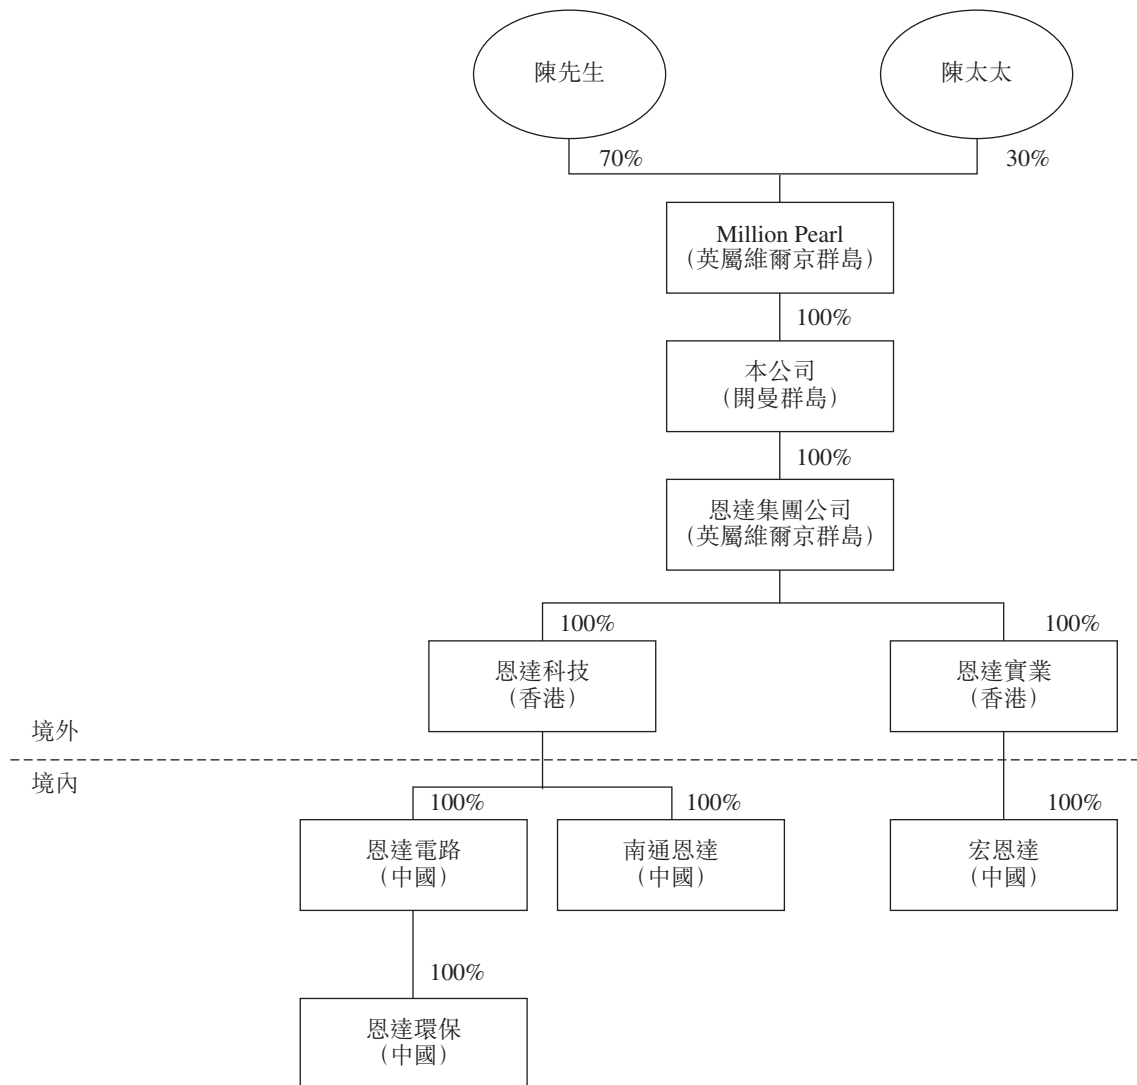 陳先生
陳太太
70%
30%
Million Pearl
（英屬維爾京群島）
100%
本公司
（開曼群島）
100%
恩達集團公司
（英屬維爾京群島）
100%
100%
恩達科技
（香港）
恩達實業
（香港）
境外
境內
100%
100%
100%
恩達電路
（中國）
南通恩達
（中國）
宏恩達
（中國）
100%
恩達環保
（中國）